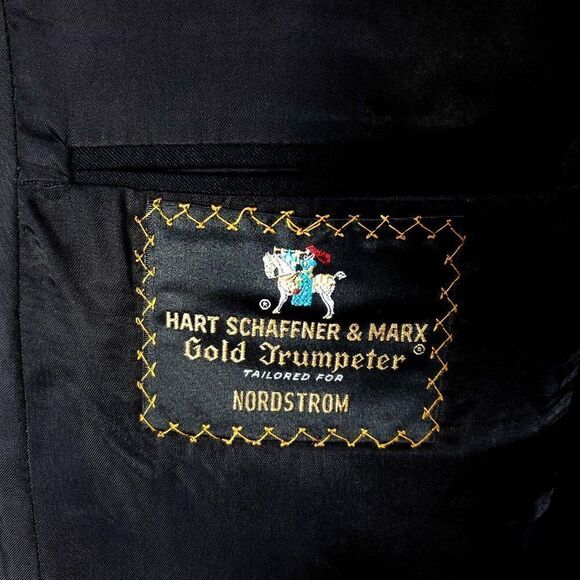 ®
HART SCHAFFNER & MARX
Gold Trumpeter ®
TAILORED FOR
NORDSTROM